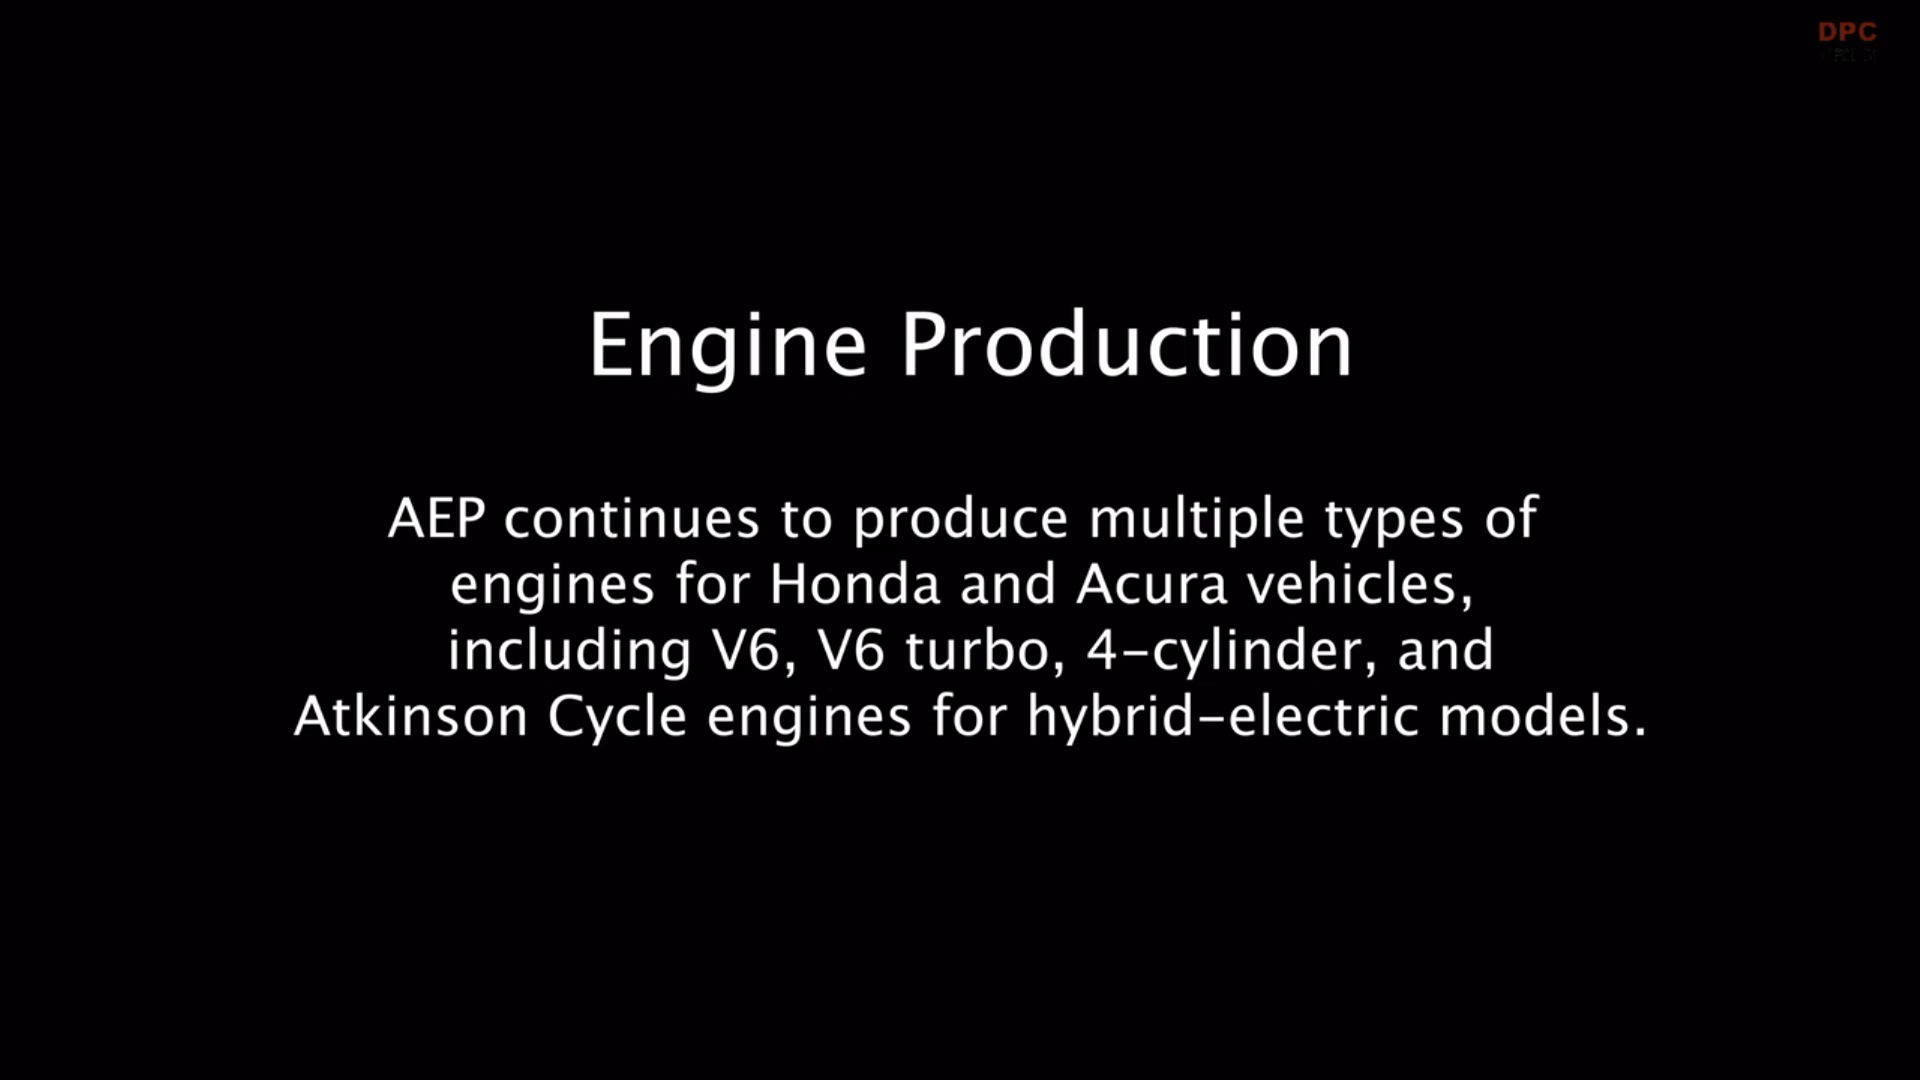 DPC
Engine Production
AEP continues to produce multiple types of
engines for Honda and Acura vehicles,
including V6, V6 turbo, 4-cylinder, and
Atkinson Cycle engines for hybrid-electric models.